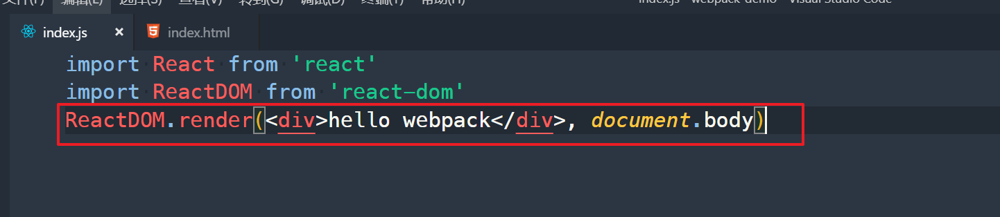 文件(F) 编辑(E) 选择(S) 查看(V) 转到(G) 调试(D) 终端(T) 帮助(H) index.js - webpack-demo - Visual Studio Code
index.js × index.html
import React from 'react'
import ReactDOM from 'react-dom'
ReactDOM.render(<div>hello webpack</div>, document.body)